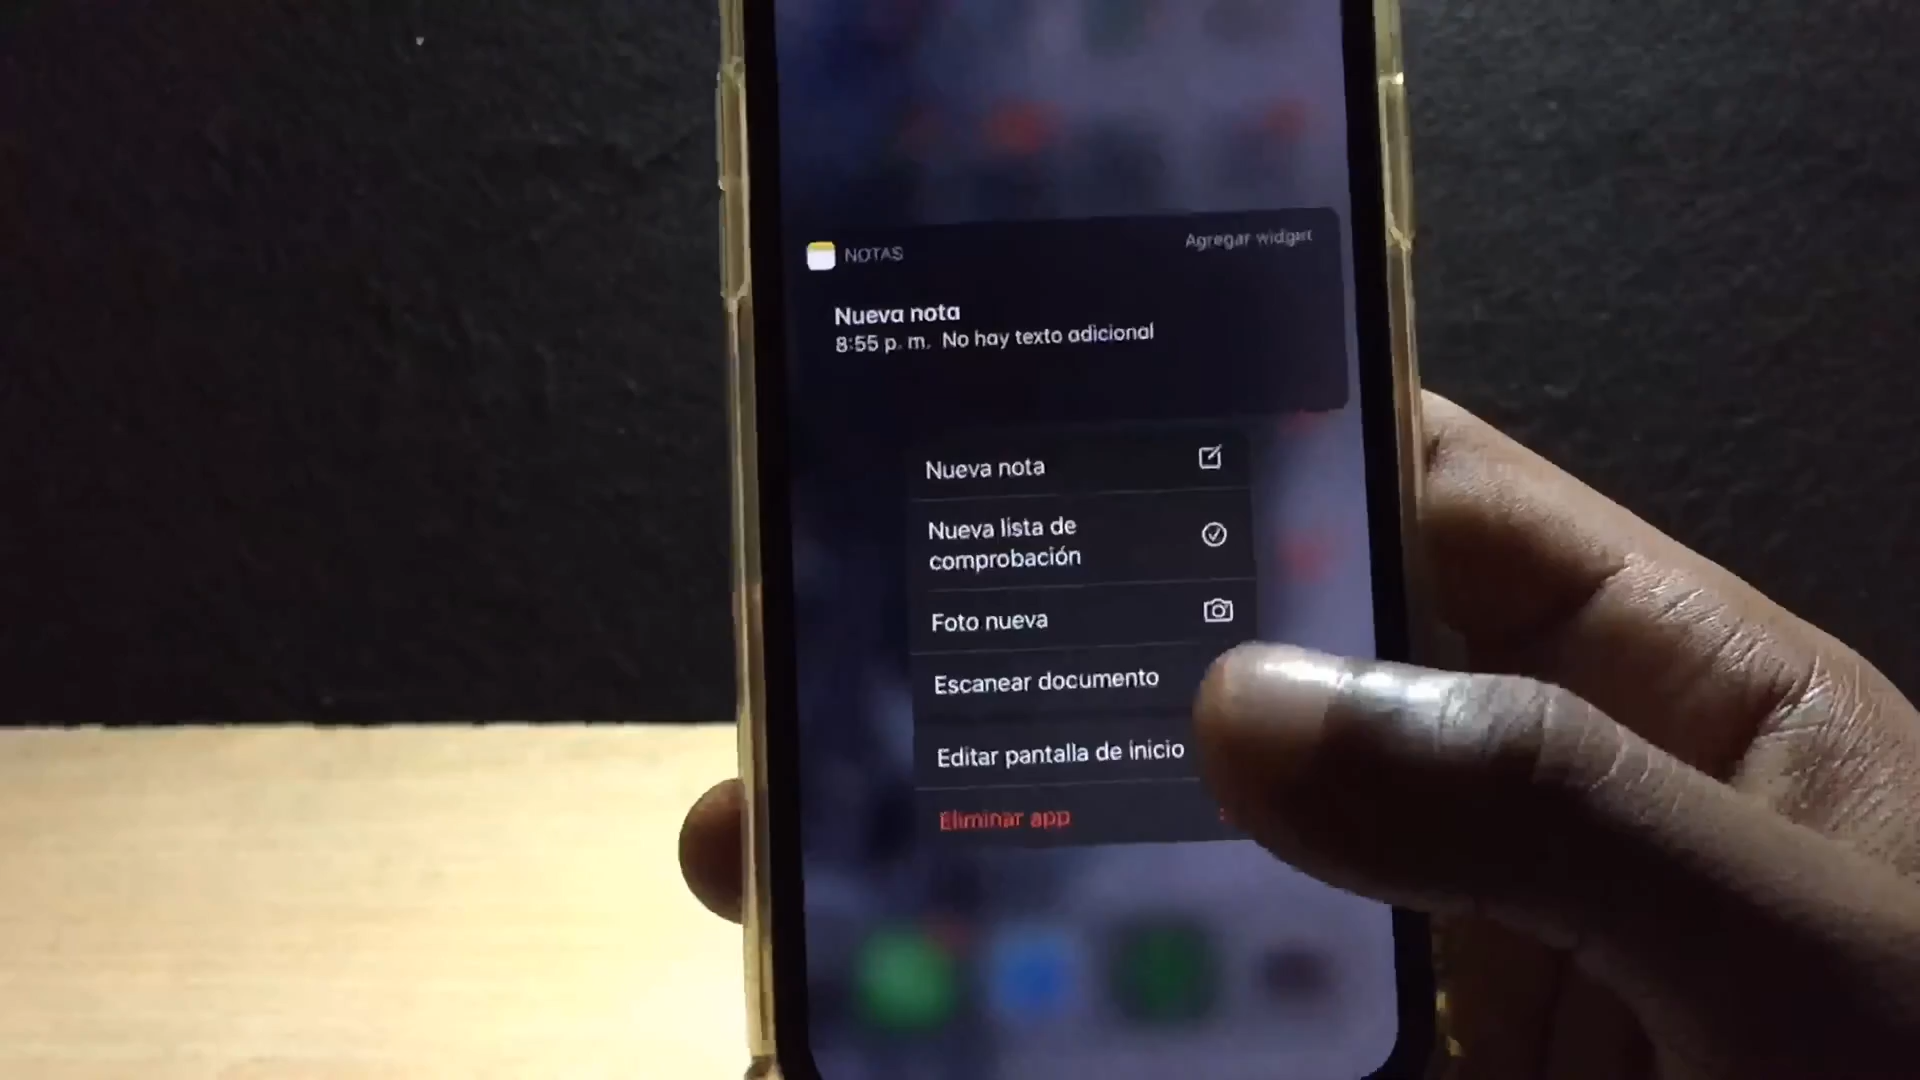 NOTAS
Agregar widget
Nueva nota
8:55 p. m. No hay texto adicional
Nueva nota
Nueva lista de
comprobación
Foto nueva
Escanear documento
Editar pantalla de inicio
Eliminar app